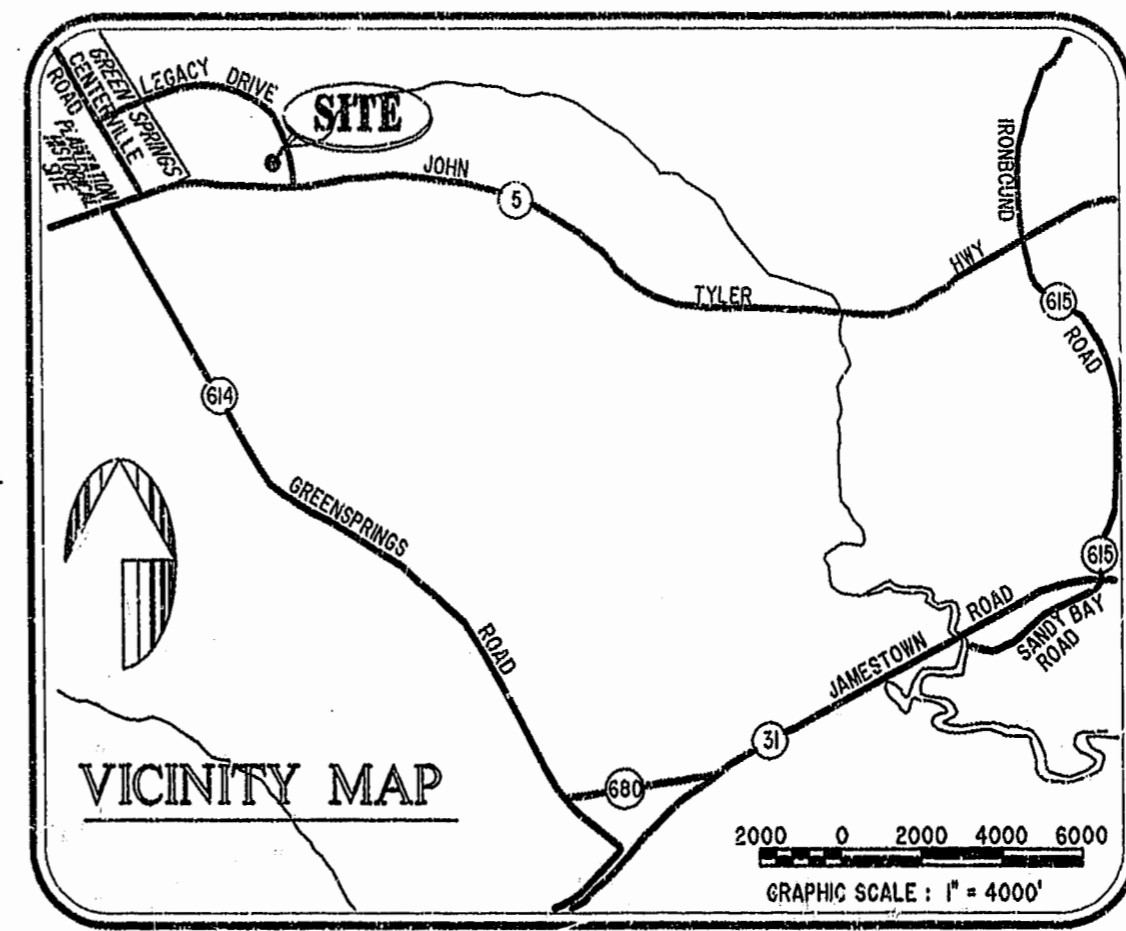 GREEN SPRINGS
CENTERVILLE
ROAD
PLANTATION
HISTORICAL
SITE
LEGACY DRIVE
SITE
JOHN
5
TYLER
HWY
IRONBOUND
615
ROAD
614
GREENSPRINGS
ROAD
615
ROAD
SANDY BAY
ROAD
JAMESTOWN
31
680
VICINITY MAP
2000 0 2000 4000 6000
GRAPHIC SCALE : 1" = 4000'